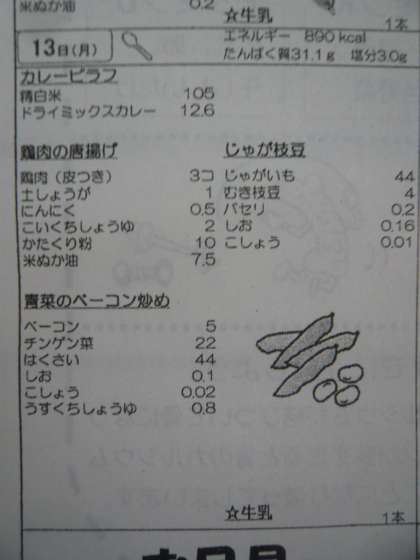 米ぬか油 0.2
☆牛乳 1本
13日(月)
エネルギー 890 kcal
たんぱく質31.1g 塩分3.0g
カレーピラフ
精白米 105
ドライミックスカレー 12.6
鶏肉の唐揚げ
鶏肉（皮つき） 3コ
土しょうが 1
にんにく 0.5
こいくちしょうゆ 2
かたくり粉 10
米ぬか油 7.5
じゃが枝豆
じゃがいも 44
むき枝豆 4
パセリ 0.2
しお 0.16
こしょう 0.01
青菜のベーコン炒め
ベーコン 5
チンゲン菜 22
はくさい 44
しお 0.1
こしょう 0.02
うすくちしょうゆ 0.8
☆牛乳 1本